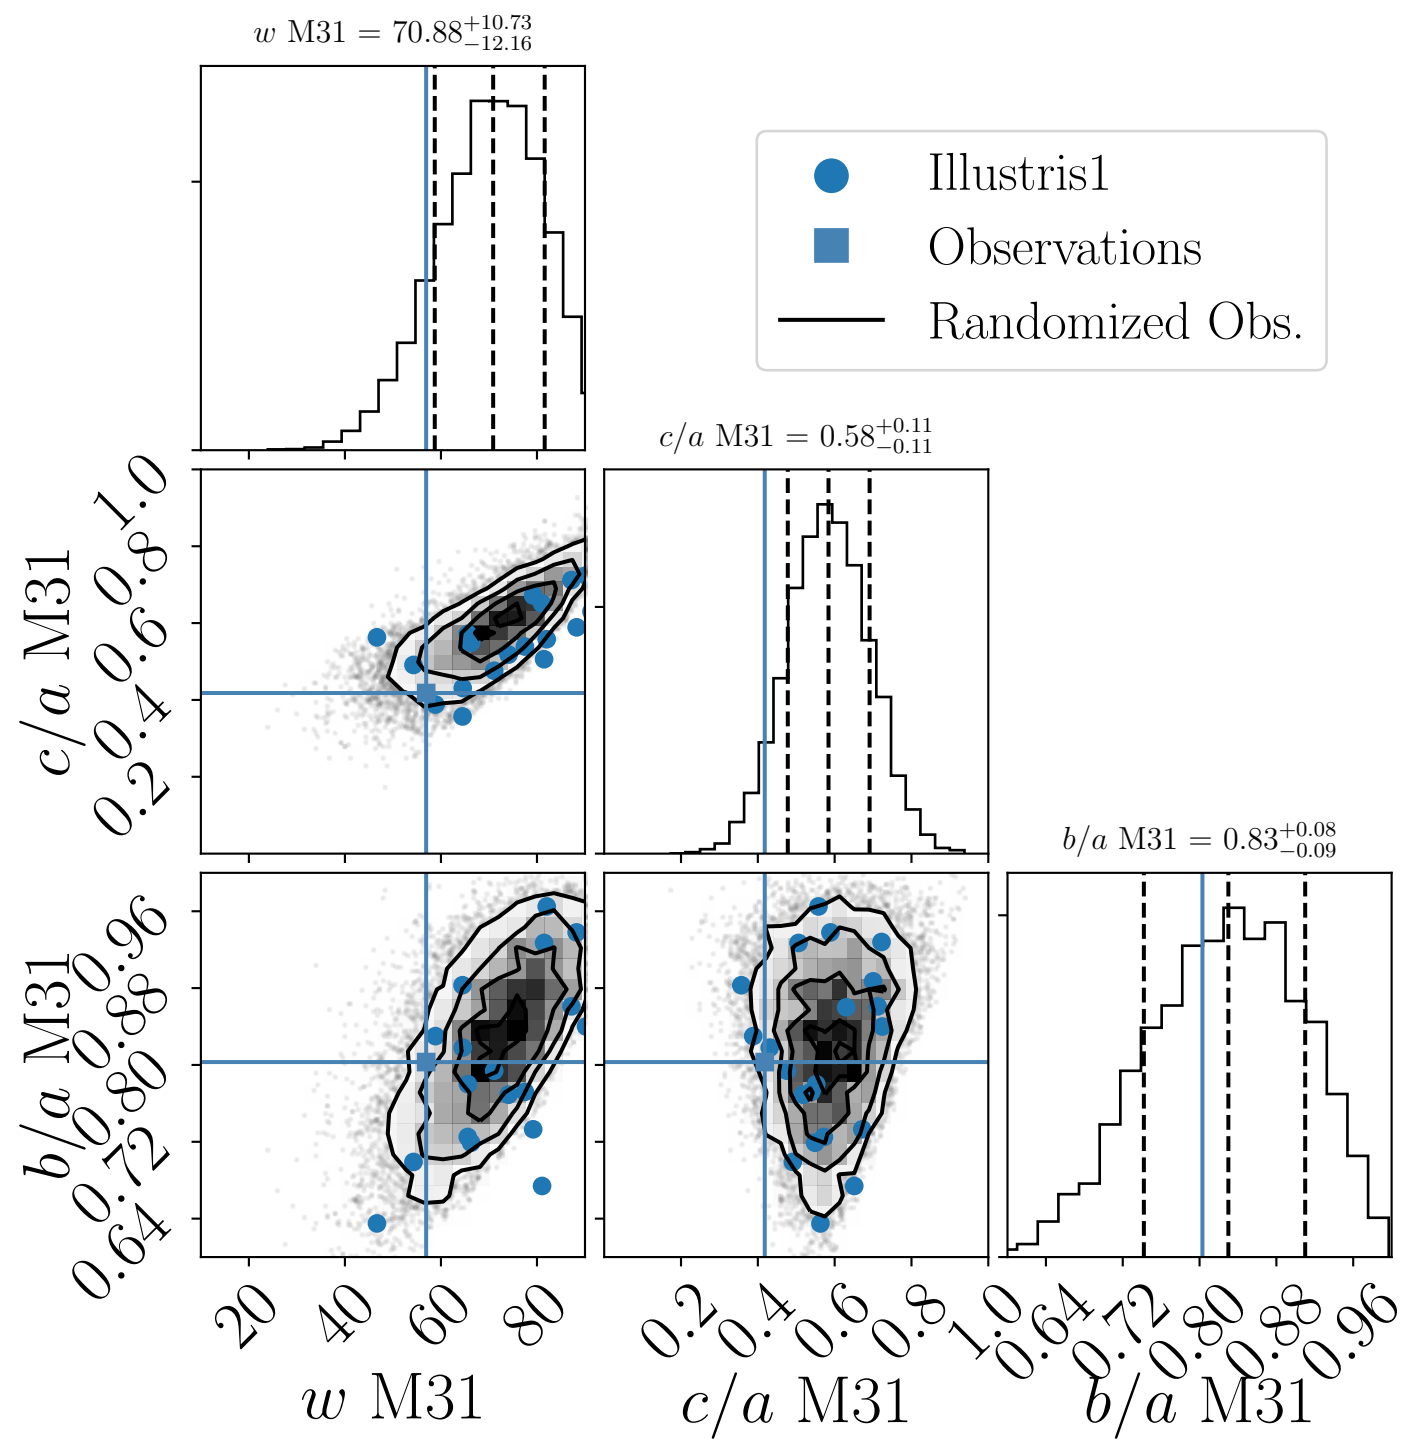 w M31 = 70.88+10.73−12.16
Illustris1
Observations
Randomized Obs.
c/a M31 = 0.58+0.11−0.11
1.0
0.8
0.6
0.4
0.2
c/a M31
b/a M31 = 0.83+0.08−0.09
0.96
0.88
0.80
0.72
0.64
b/a M31
20 40 60 80
0.2 0.4 0.6 0.8 1.0
0.64 0.72 0.80 0.88 0.96
w M31
c/a M31
b/a M31